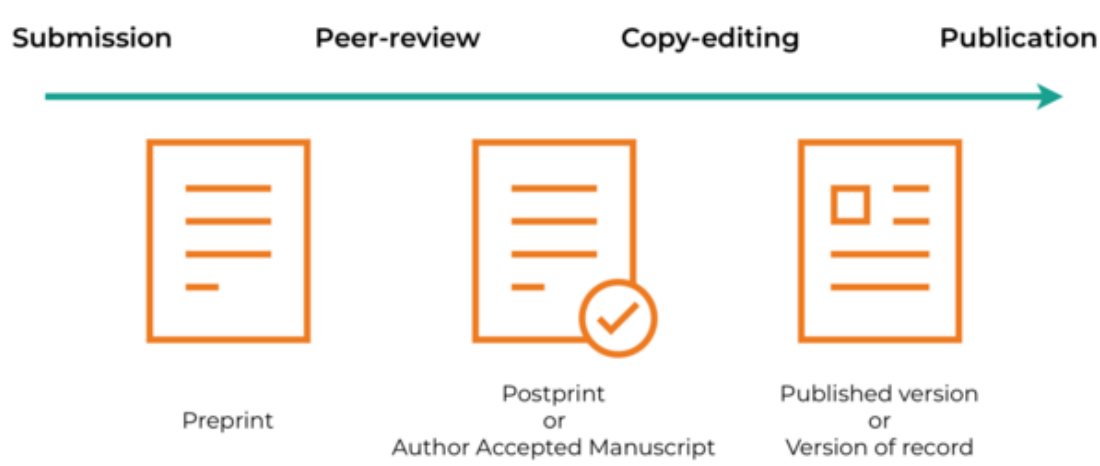 Submission Peer-review Copy-editing Publication
Preprint
Postprint
or
Author Accepted Manuscript
Published version
or
Version of record